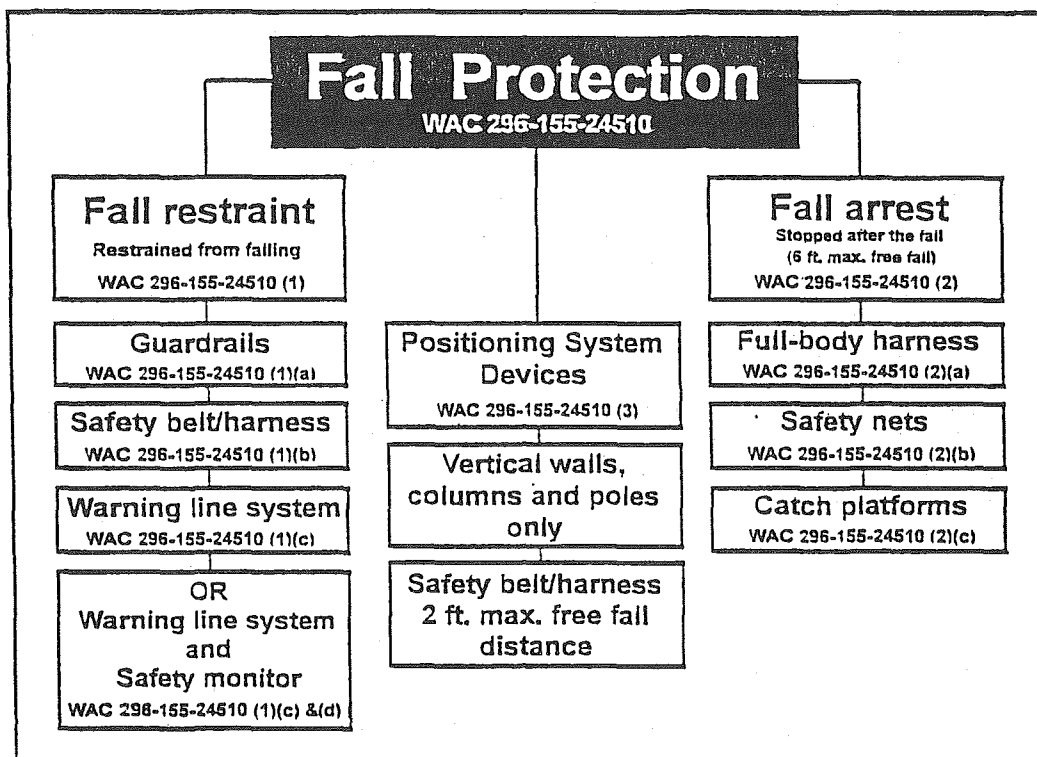 Fall Protection
WAC 296-155-24510
Fall restraint
Restrained from falling
WAC 296-155-24510 (1)
Guardrails
WAC 296-155-24510 (1)(a)
Safety belt/harness
WAC 296-155-24510 (1)(b)
Warning line system
WAC 296-155-24510 (1)(c)
OR
Warning line system
and
Safety monitor
WAC 296-155-24510 (1)(c) &(d)
Positioning System
Devices
WAC 296-155-24510 (3)
Vertical walls,
columns and poles
only
Safety belt/harness
2 ft. max. free fall
distance
Fall arrest
Stopped after the fall
(6 ft. max. free fall)
WAC 296-155-24510 (2)
Full-body harness
WAC 296-155-24510 (2)(a)
Safety nets
WAC 296-155-24510 (2)(b)
Catch platforms
WAC 296-155-24510 (2)(c)